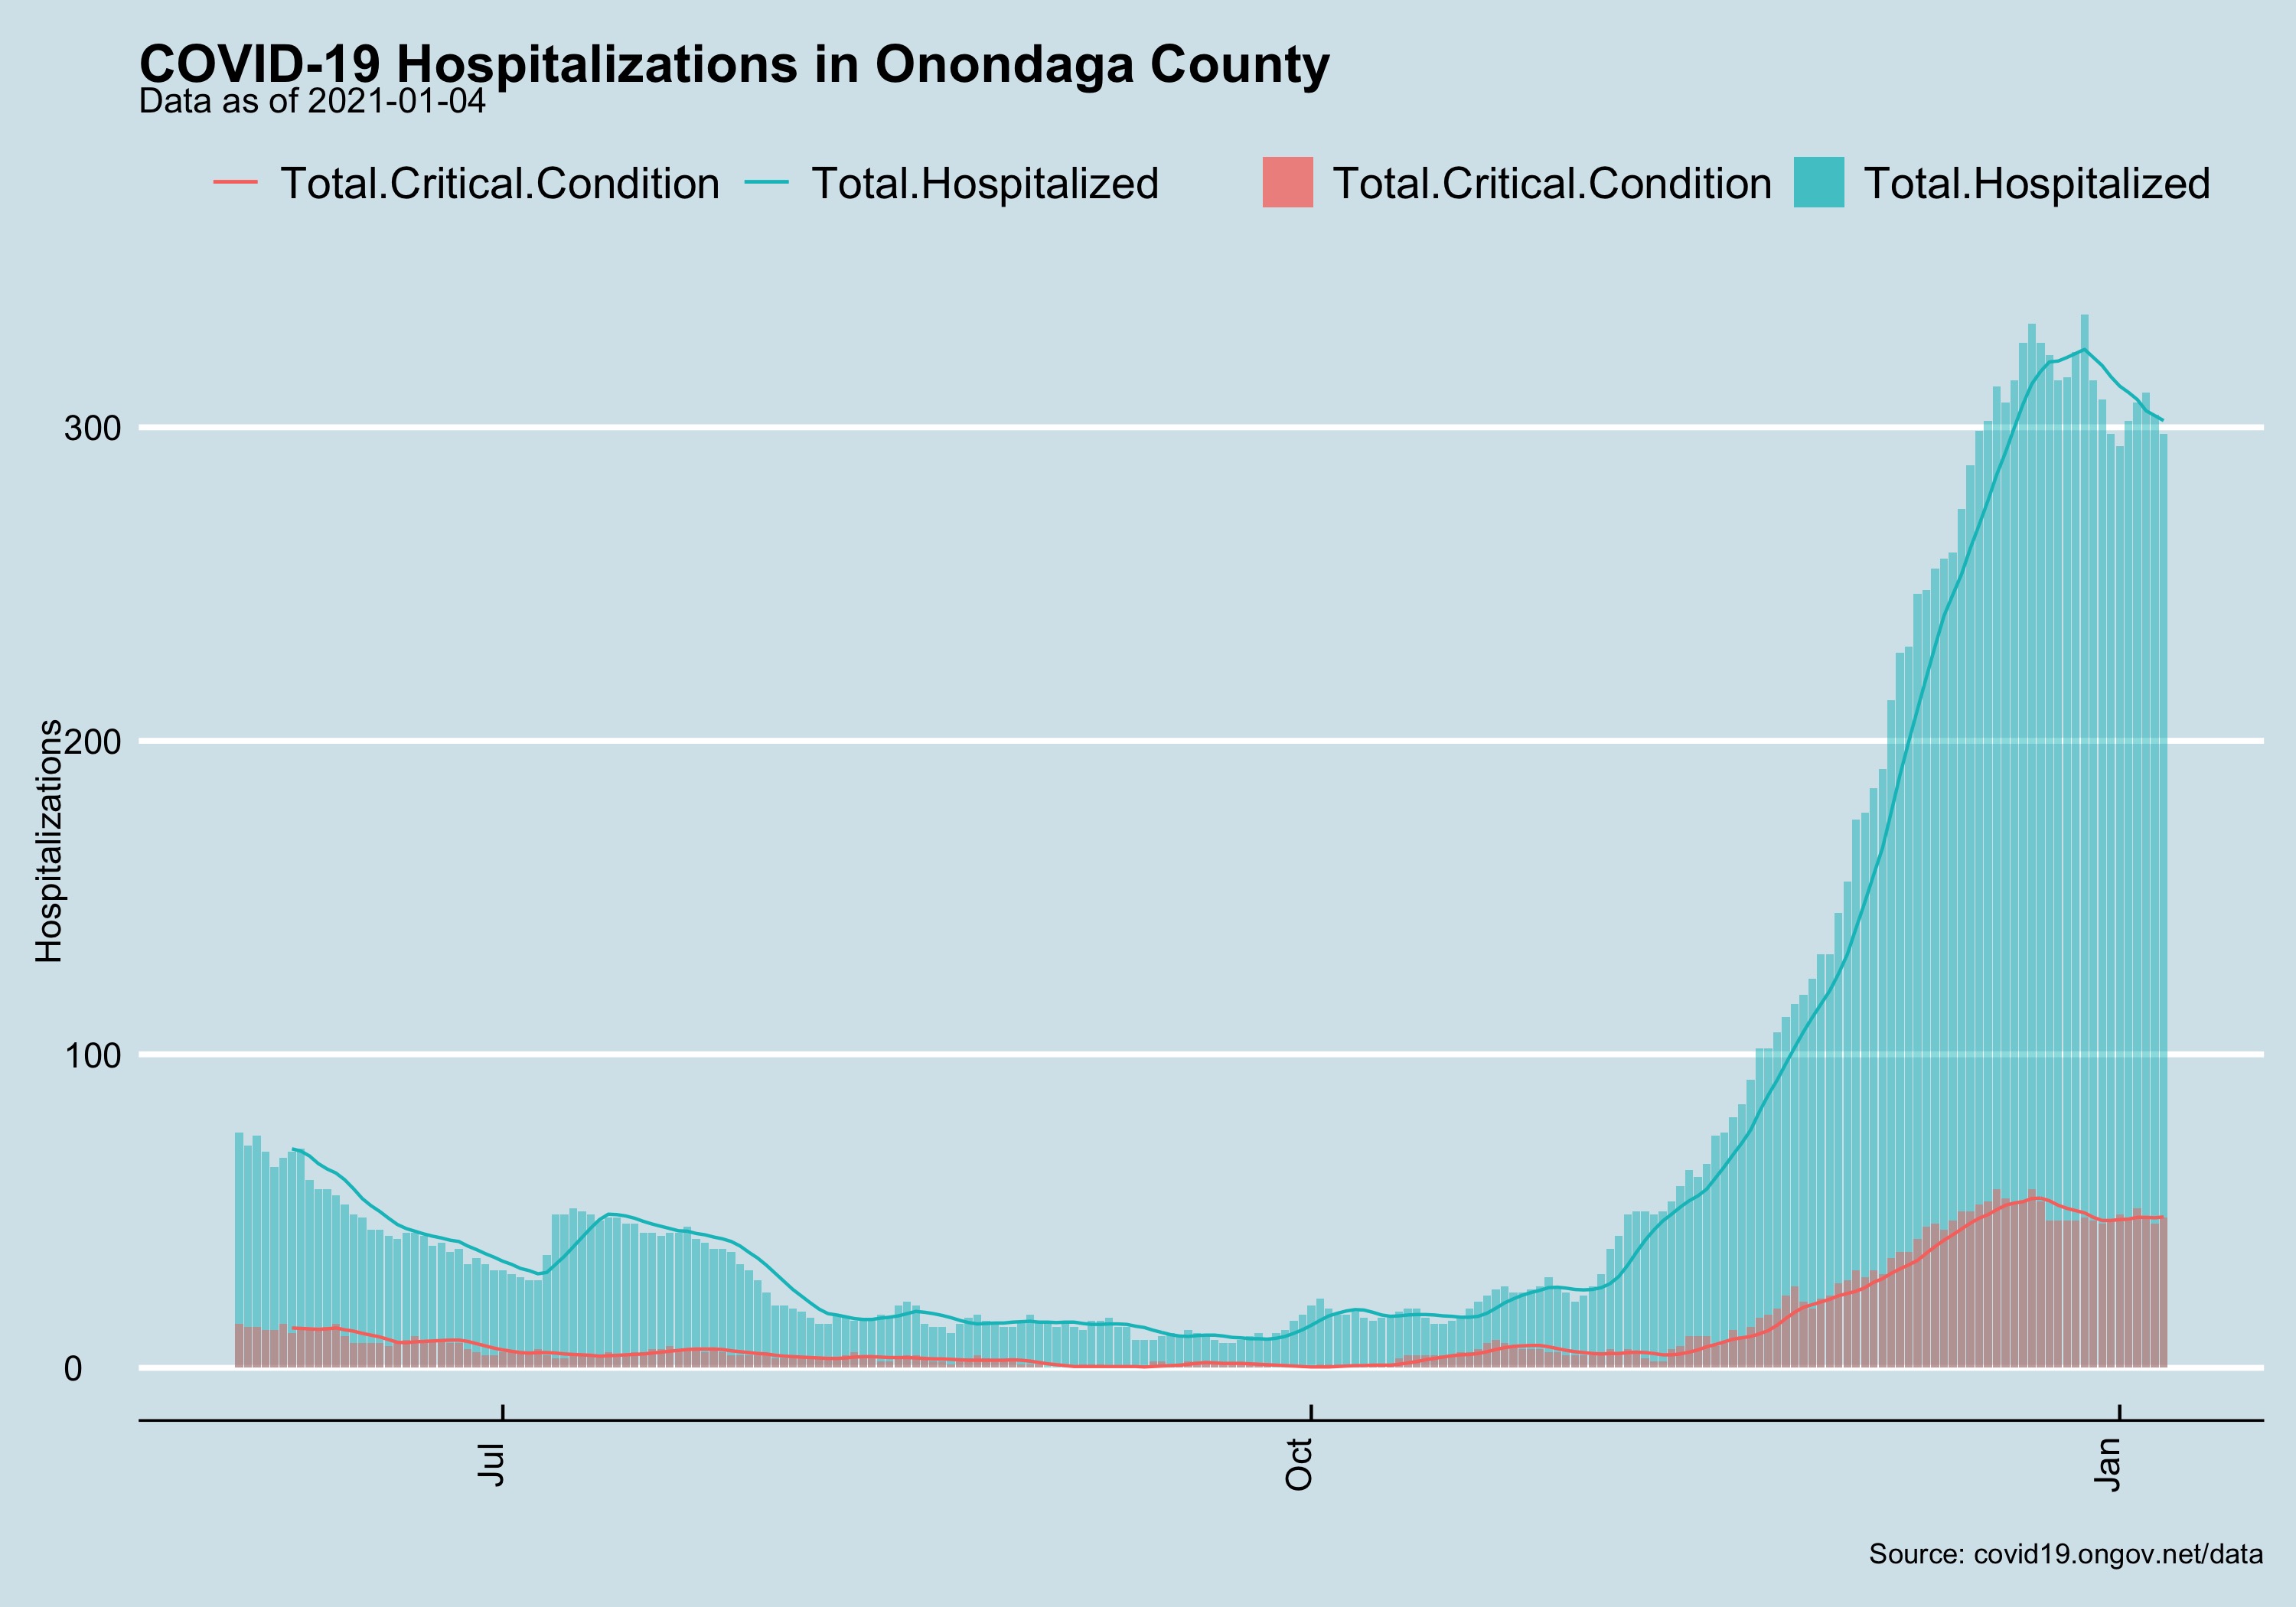 COVID-19 Hospitalizations in Onondaga County
Data as of 2021-01-04
Total.Critical.Condition Total.Hospitalized Total.Critical.Condition Total.Hospitalized
300
200
100
0
Hospitalizations
Jul Oct Jan
Source: covid19.ongov.net/data